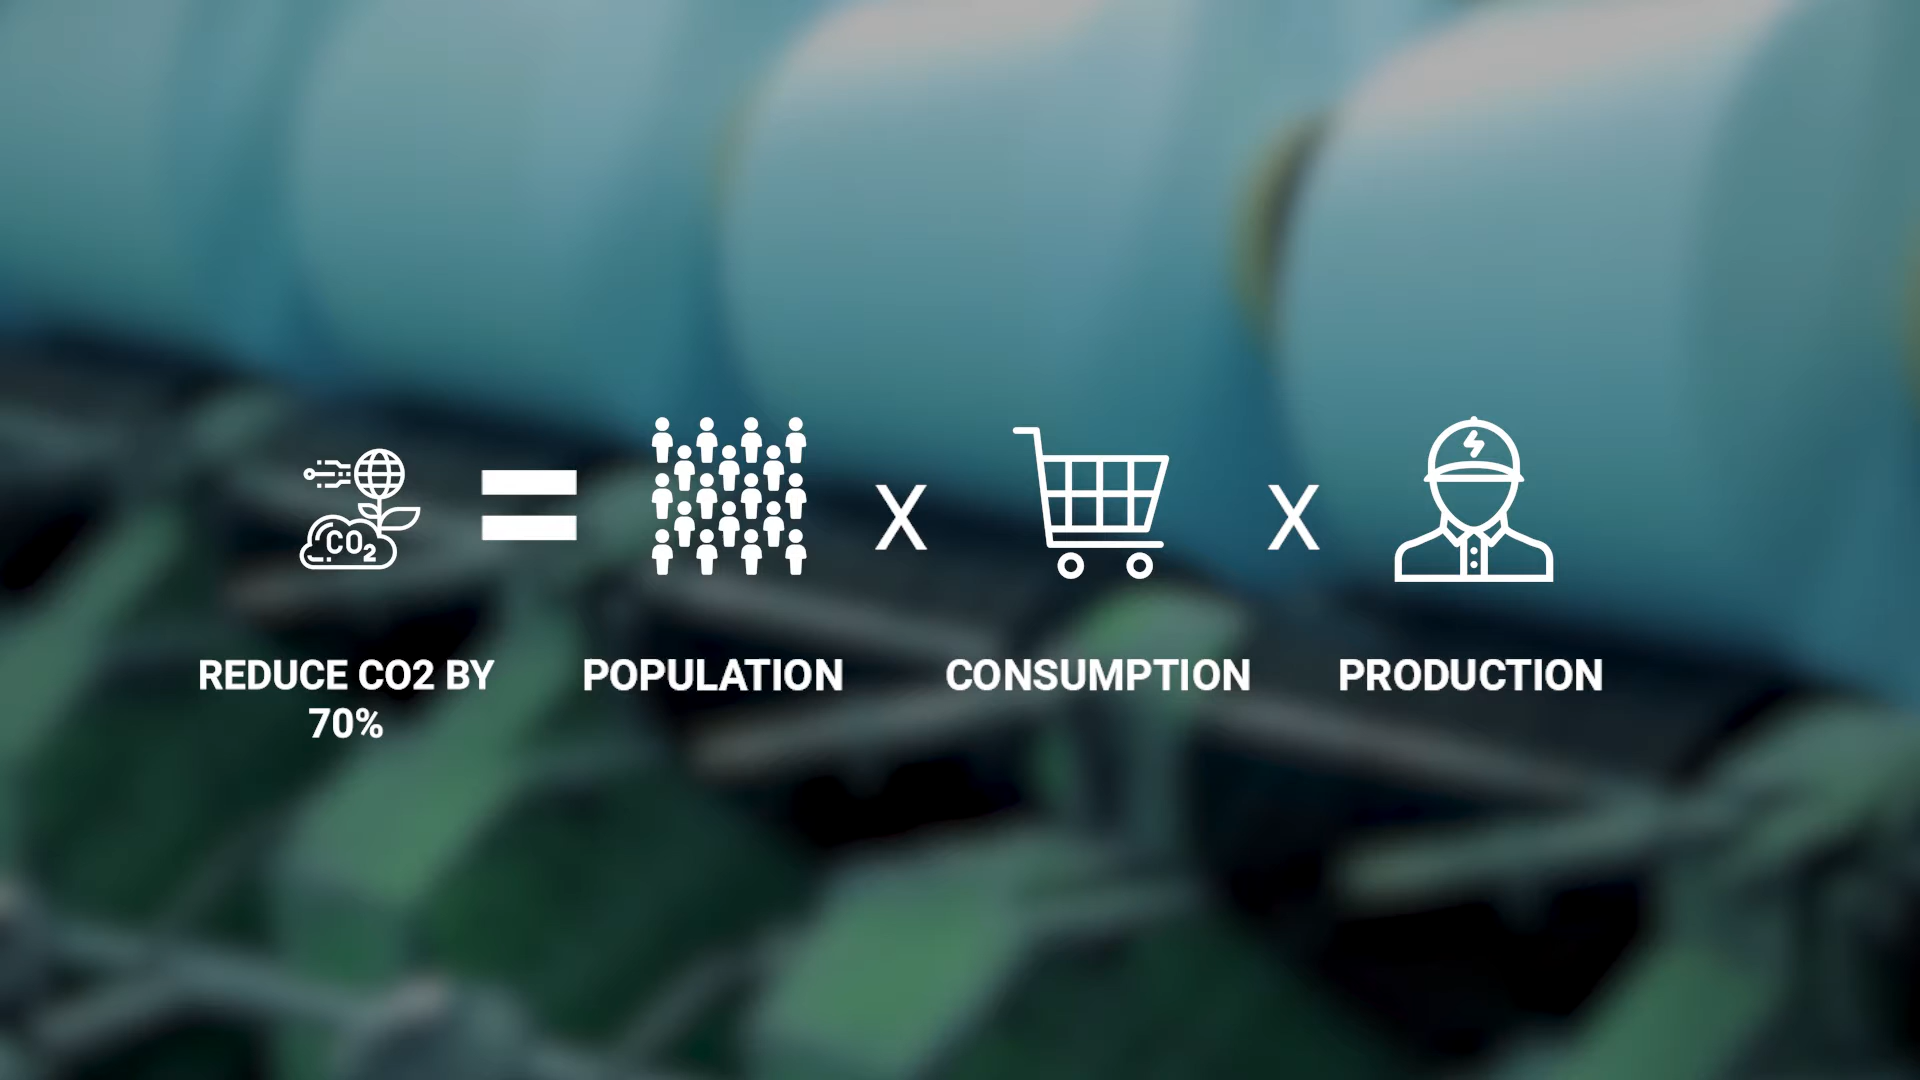 CO2
X
X
REDUCE CO2 BY
70%
POPULATION
CONSUMPTION
PRODUCTION